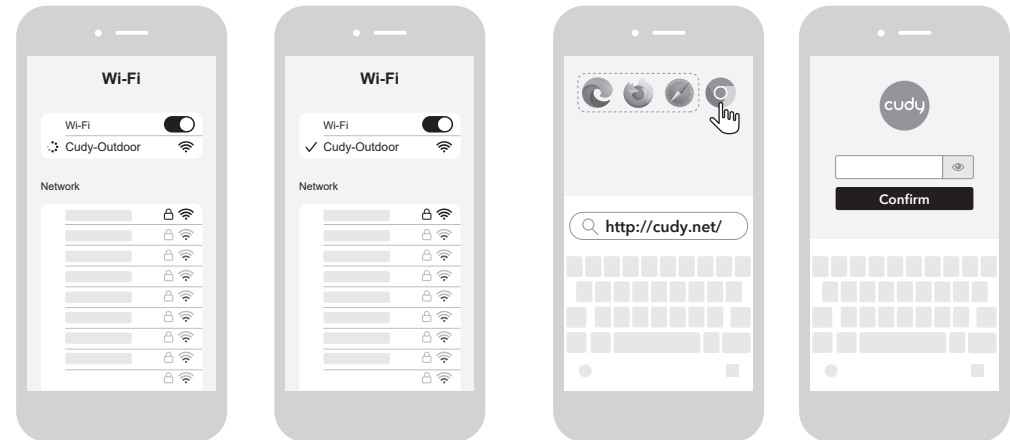 Wi-Fi
Wi-Fi
Cudy-Outdoor
Network
Wi-Fi
Wi-Fi
Cudy-Outdoor
Network
http://cudy.net/
cudy
Confirm